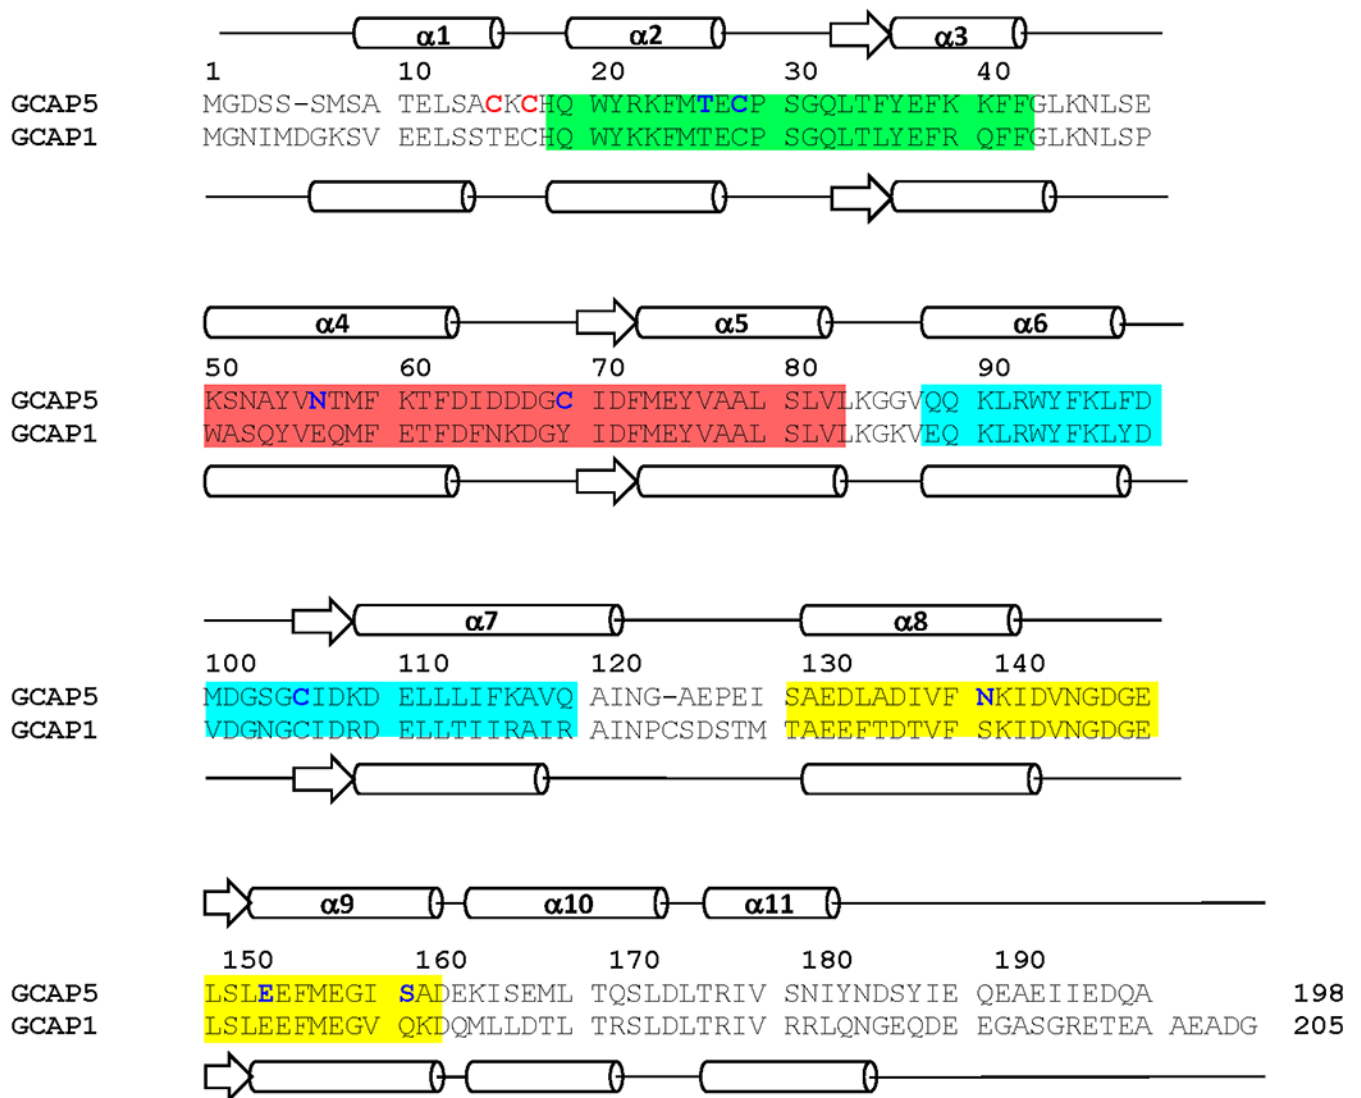 α1 α2 α3
1 10 20 30 40
GCAP5 MGDSS-SMSA TELSACKCHQ WYRKFMTECP SGQLTFYEFK KFFGLKNLSE
GCAP1 MGNIMDGKSV EELSSTECHQ WYKKFMTECP SGQLTLYEFR QFFGLKNLSP
α4 α5 α6
50 60 70 80 90
GCAP5 KSNAYVNTMF KTFDIDDDGC IDFMEYVAAL SLVLKGGVQQ KLRWYFKLFD
GCAP1 WASQYVEQMF ETFDFNKDGY IDFMEYVAAL SLVLKGKVEQ KLRWYFKLYD
α7 α8
100 110 120 130 140
GCAP5 MDGSGCIDKD ELLLIFKAVQ AING-AEPEI SAEDLADIVF NKIDVNGDGE
GCAP1 VDGNGCIDRD ELLTIIRAIR AINPCSDSTM TAEEFTDTVF SKIDVNGDGE
α9 α10 α11
150 160 170 180 190
GCAP5 LSLEEFMEGI SADEKISEML TQSLDLTRIV SNIYNDSYIE QEAEIIEDQA 198
GCAP1 LSLEEFMEGV QKDQMLLDTL TRSLDLTRIV RRLQNGEQDE EGASGRETEA AEADG 205